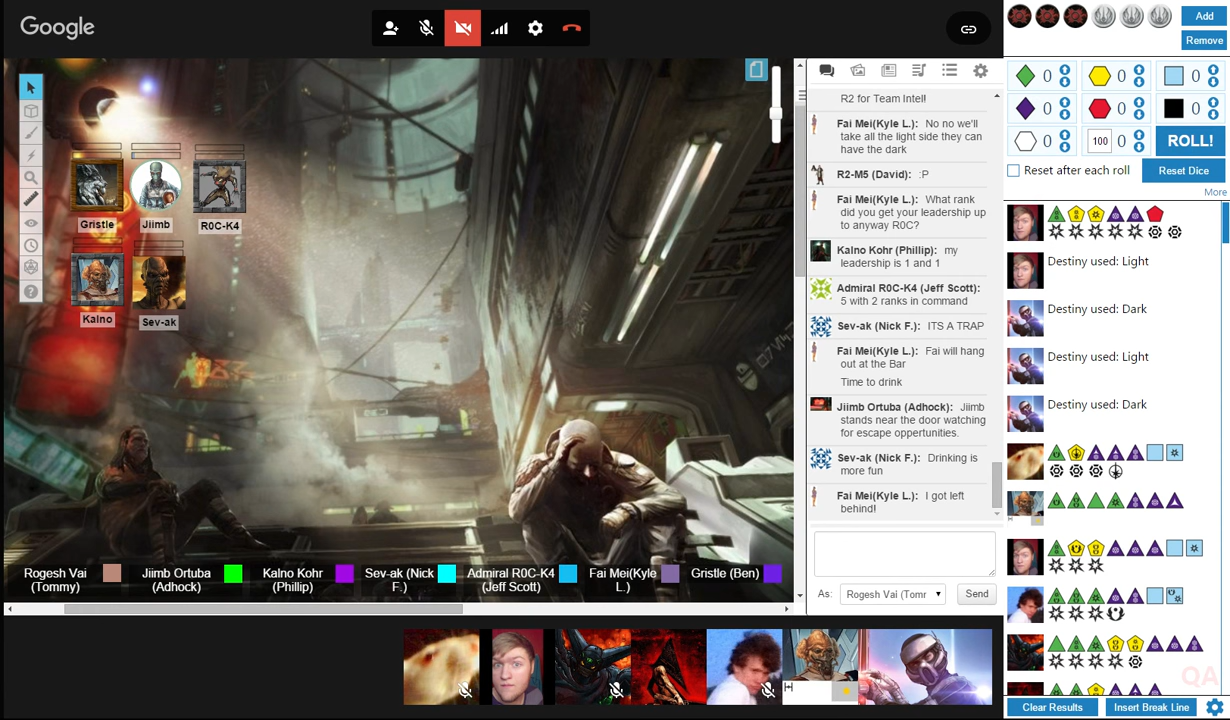 Google
Add
Remove
0
0
0
0
0
0
0
100
0
ROLL!
Reset after each roll
Reset Dice
More
Gristle
Jiimb
R0C-K4
Kalno
Sev-ak
R2 for Team Intel!
Fai Mei(Kyle L.): No no we'll
take all the light side they can
have the dark
R2-M5 (David): :P
Fai Mei(Kyle L.): What rank
did you get your leadership up
to anyway R0C?
Kalno Kohr (Phillip): my
leadership is 1 and 1
Admiral R0C-K4 (Jeff Scott):
5 with 2 ranks in command
Sev-ak (Nick F.): ITS A TRAP
Fai Mei(Kyle L.): Fai will hang
out at the Bar
Time to drink
Jiimb Ortuba (Adhock): Jiimb
stands near the door watching
for escape oppertunities.
Sev-ak (Nick F.): Drinking is
more fun
Fai Mei(Kyle L.): I got left
behind!
As:
Rogesh Vai (Tomr
Send
Destiny used: Light
Destiny used: Dark
Destiny used: Light
Destiny used: Dark
Rogesh Vai
(Tommy)
Jiimb Ortuba
(Adhock)
Kalno Kohr
(Phillip)
Sev-ak (Nick
F.)
Admiral R0C-K4
(Jeff Scott)
Fai Mei(Kyle
L.)
Gristle (Ben)
QA
Clear Results
Insert Break Line